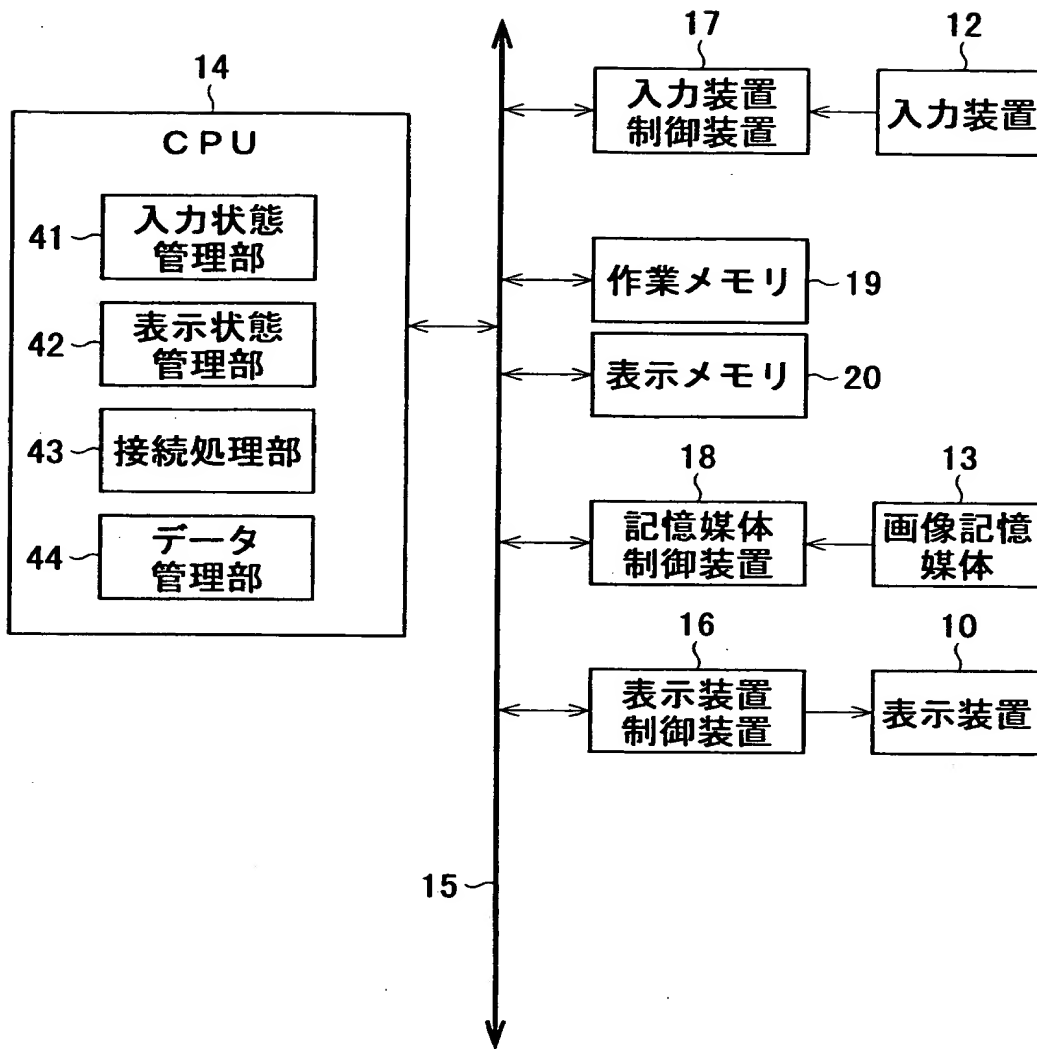 14
CPU
41
入力状態
管理部
42
表示状態
管理部
43
接続処理部
44
データ
管理部
15
17
入力装置
制御装置
12
入力装置
作業メモリ
19
表示メモリ
20
18
記憶媒体
制御装置
13
画像記憶
媒体
16
表示装置
制御装置
10
表示装置